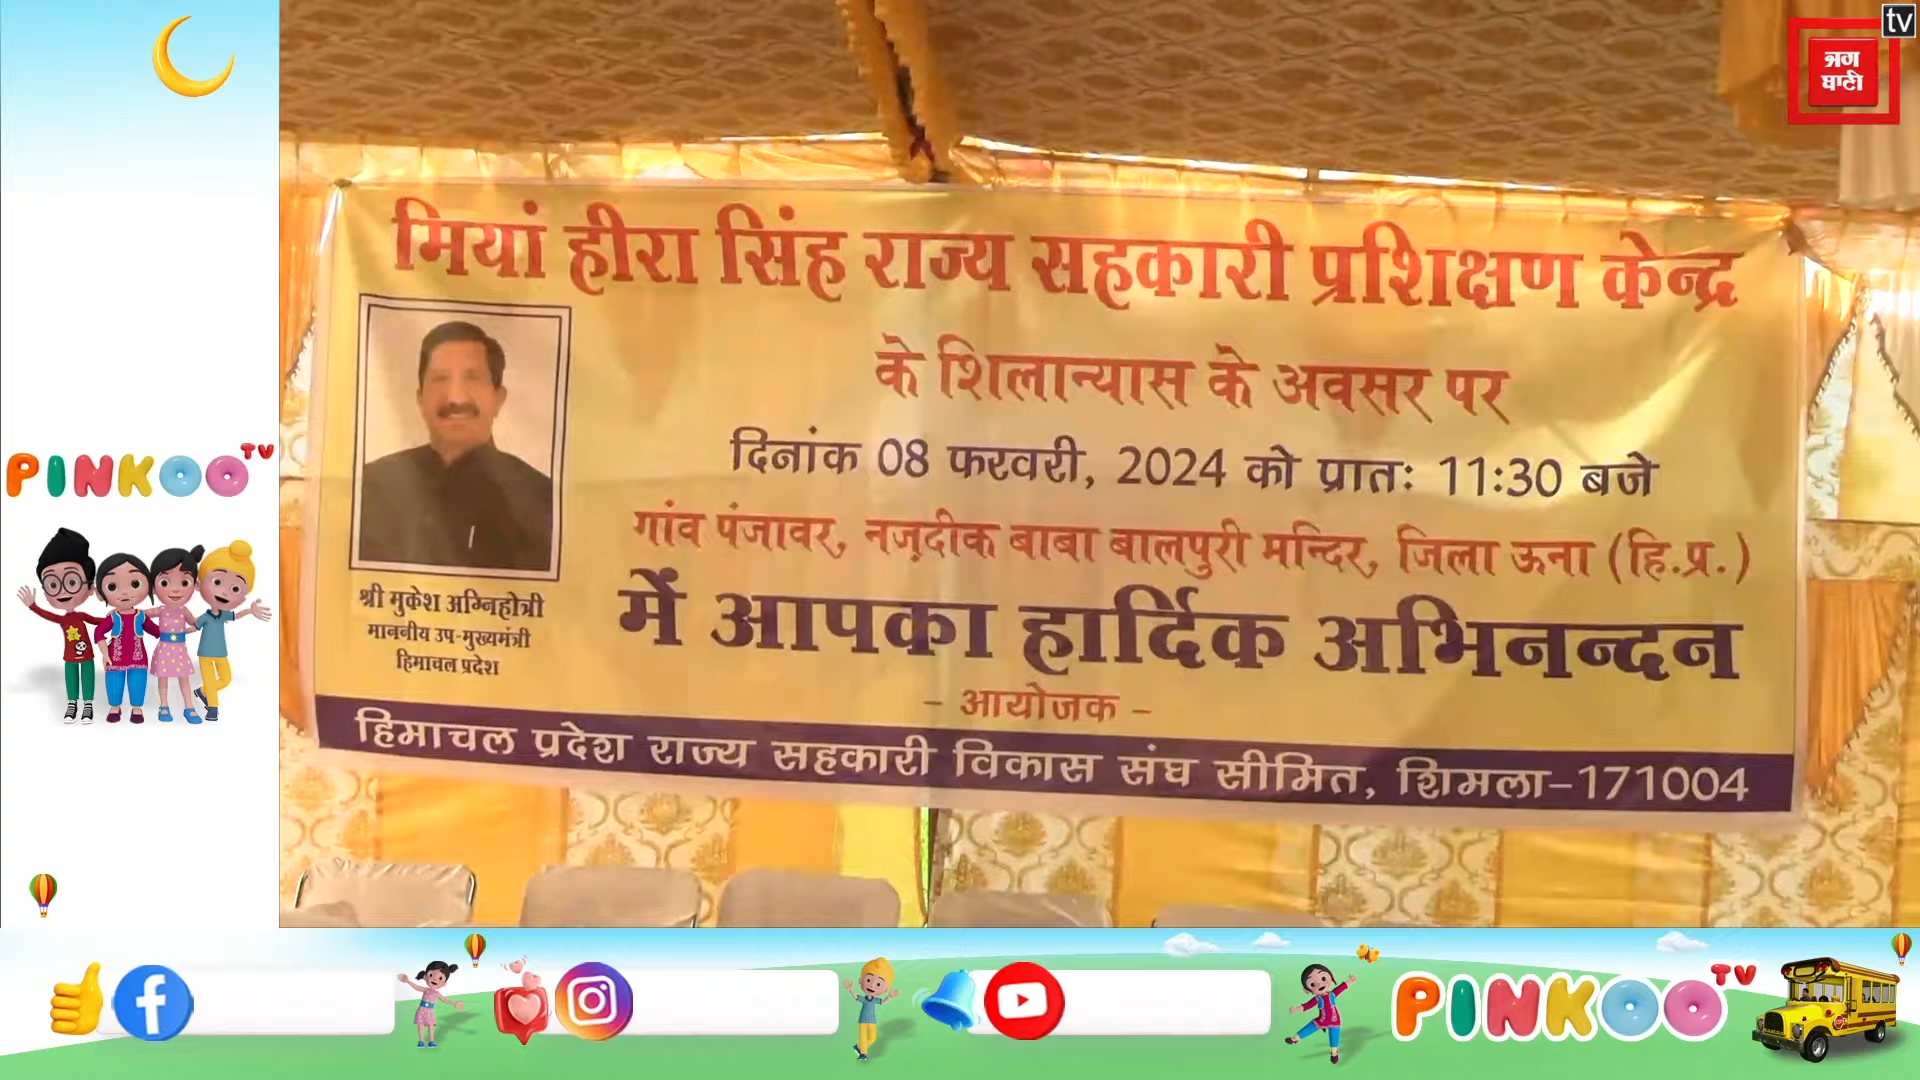 tv
जग
बाणी
मियां हीरा सिंह राज्य सहकारी प्रशिक्षण केन्द्र
के शिलान्यास के अवसर पर
दिनांक 08 फरवरी, 2024 को प्रातः 11:30 बजे
गांव पंजावर, नज़दीक बाबा बालपुरी मन्दिर, जिला ऊना (हि.प्र.)
में आपका हार्दिक अभिनन्दन
श्री मुकेश अग्निहोत्री
माननीय उप-मुख्यमंत्री
हिमाचल प्रदेश
- आयोजक -
हिमाचल प्रदेश राज्य सहकारी विकास संघ सीमित, शिमला-171004
PINKOO TV
PINKOO TV